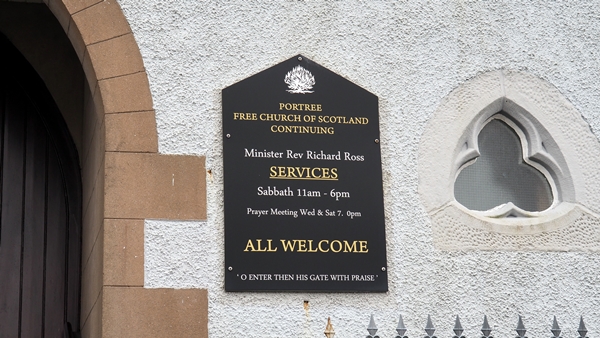 PORTREE
FREE CHURCH OF SCOTLAND
CONTINUING
Minister Rev Richard Ross
SERVICES
Sabbath 11am - 6pm
Prayer Meeting Wed & Sat 7. 0pm
ALL WELCOME
' O ENTER THEN HIS GATE WITH PRAISE '